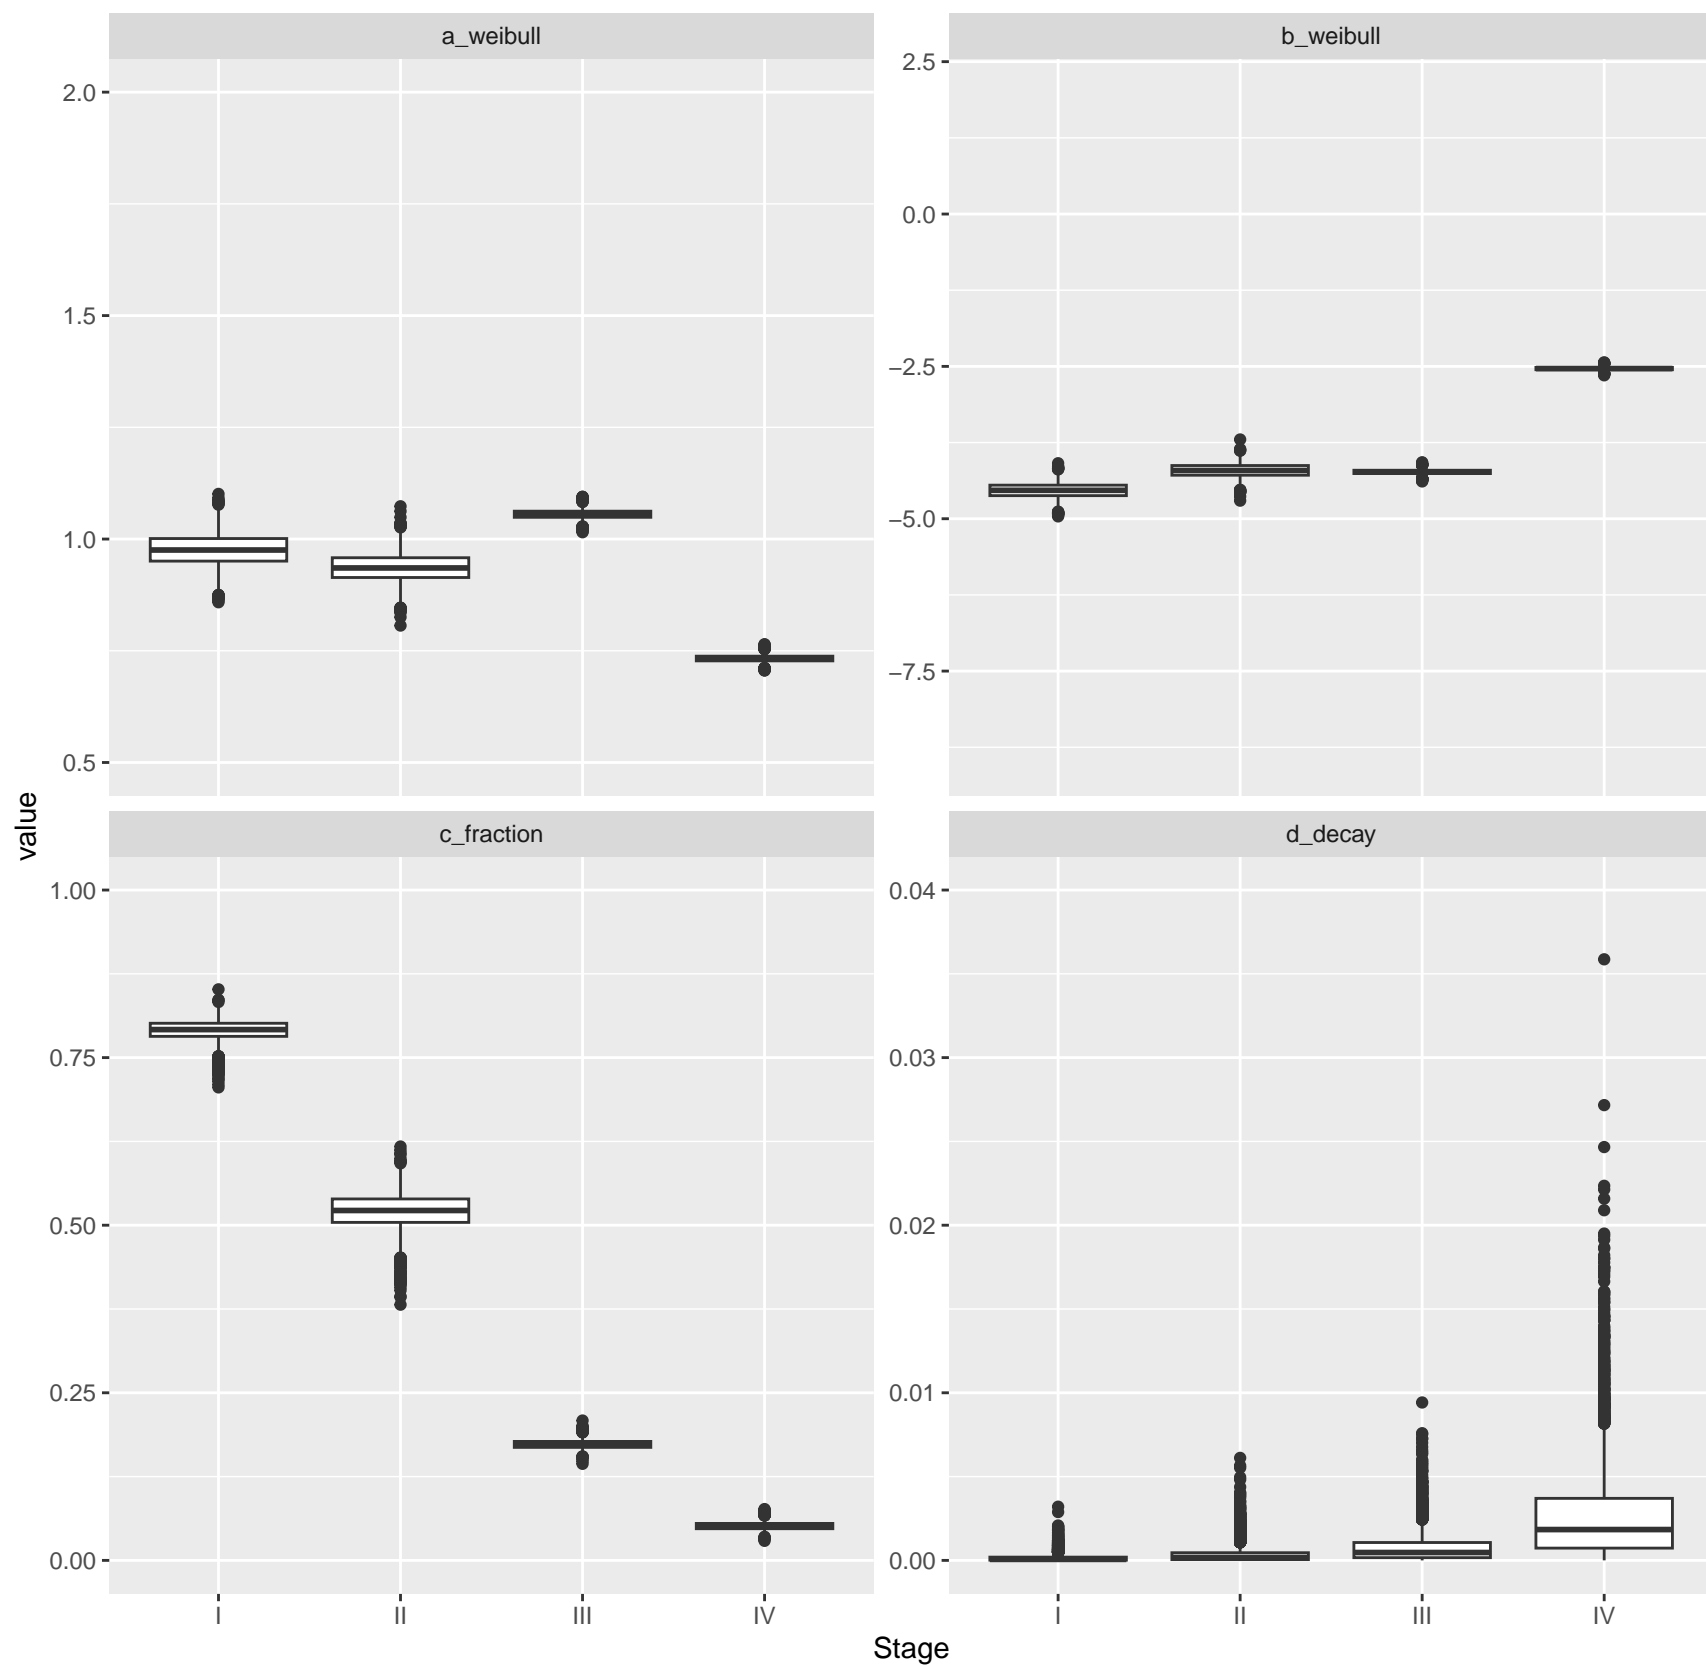 a_weibull
b_weibull
2.0
1.5
1.0
0.5
2.5
0.0
−2.5
−5.0
−7.5
value
c_fraction
d_decay
1.00
0.75
0.50
0.25
0.00
0.04
0.03
0.02
0.01
0.00
I II III IV
I II III IV
Stage